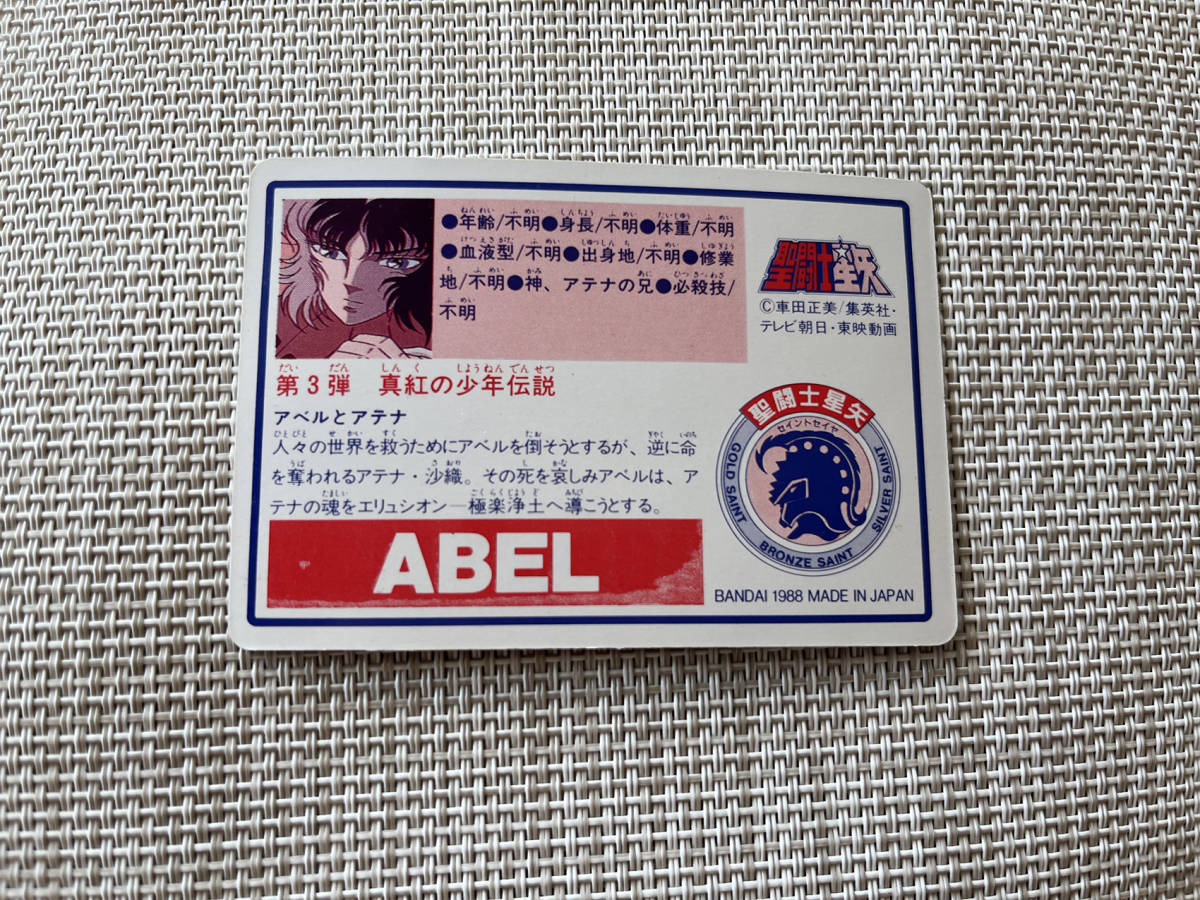 ●年齢/不明●身長/不明●体重/不明
●血液型/不明●出身地/不明●修業
地/不明●神、アテナの兄●必殺技/
不明
聖闘士星矢
©車田正美/集英社・
テレビ朝日・東映動画
第3弾 真紅の少年伝説
アベルとアテナ
人々の世界を救うためにアベルを倒そうとするが、逆に命
を奪われるアテナ・沙織。その死を哀しみアベルは、ア
テナの魂をエリュシオン—極楽浄土へ導こうとする。
ABEL
聖闘士星矢
セイントセイヤ
GOLD SAINT
BRONZE SAINT
SILVER SAINT
BANDAI 1988 MADE IN JAPAN